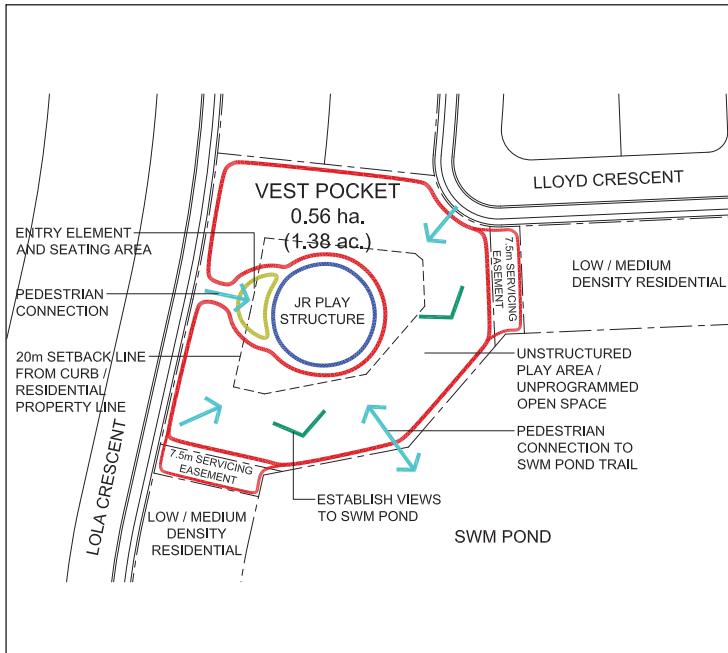 VEST POCKET
0.56 ha.
(1.38 ac.)
LLOYD CRESCENT
ENTRY ELEMENT
AND SEATING AREA
7.5m SERVICING
EASEMENT
LOW / MEDIUM
DENSITY RESIDENTIAL
PEDESTRIAN
CONNECTION
JR PLAY
STRUCTURE
20m SETBACK LINE
FROM CURB /
RESIDENTIAL
PROPERTY LINE
UNSTRUCTURED
PLAY AREA /
UNPROGRAMMED
OPEN SPACE
PEDESTRIAN
CONNECTION TO
SWM POND TRAIL
7.5m SERVICING
EASEMENT
LOLA CRESCENT
ESTABLISH VIEWS
TO SWM POND
LOW / MEDIUM
DENSITY
RESIDENTIAL
SWM POND